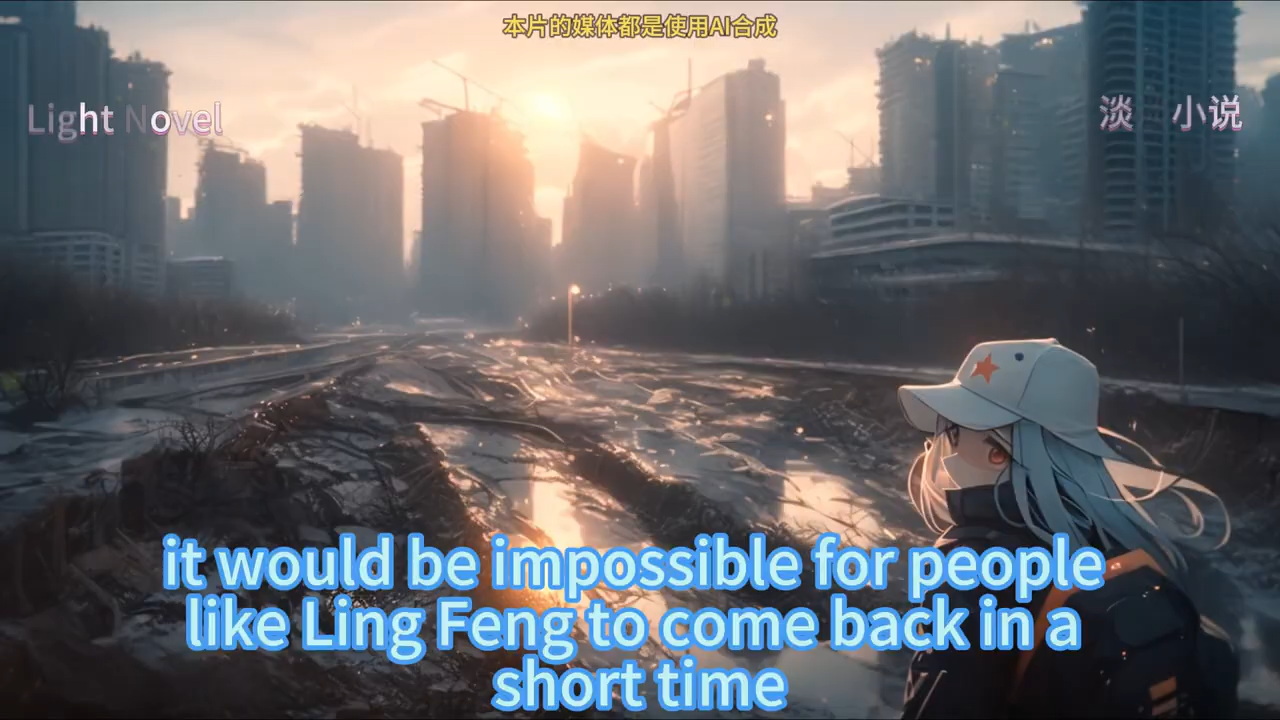 本片的媒体都是使用AI合成
Light Novel
淡 小说
it would be impossible for people
like Ling Feng to come back in a
short time